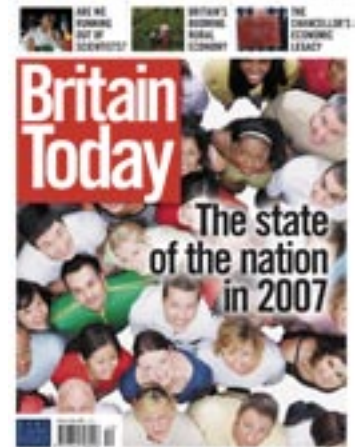 ARE WE
RUNNING
OUT OF
SCIENTISTS?
BRITAIN'S
BOOMING
RURAL
ECONOMY
THE
CHANCELLOR'S
ECONOMIC
LEGACY
Britain
Today
The state
of the nation
in 2007